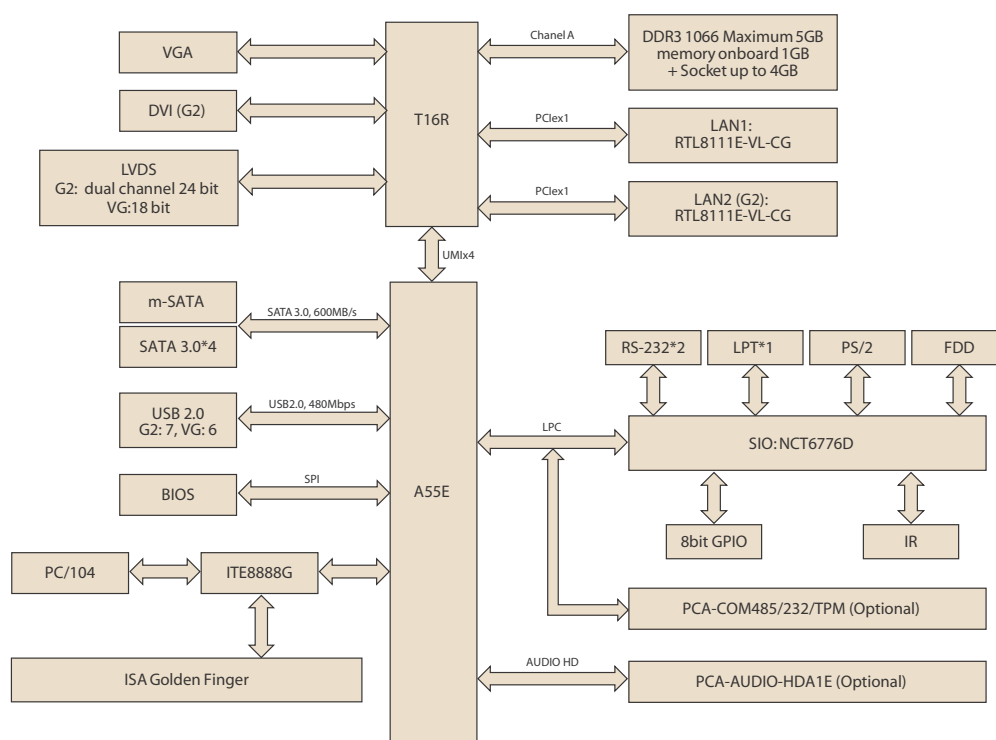 VGA
DVI (G2)
LVDS
G2: dual channel 24 bit
VG:18 bit
T16R
Chanel A
DDR3 1066 Maximum 5GB
memory onboard 1GB
+ Socket up to 4GB
PCIex1
LAN1:
RTL8111E-VL-CG
PCIex1
LAN2 (G2):
RTL8111E-VL-CG
UMIx4
m-SATA
SATA 3.0*4
SATA 3.0, 600MB/s
USB 2.0
G2: 7, VG: 6
USB2.0, 480Mbps
BIOS
SPI
A55E
PC/104
ITE8888G
ISA Golden Finger
RS-232*2
LPT*1
PS/2
FDD
LPC
SIO: NCT6776D
8bit GPIO
IR
PCA-COM485/232/TPM (Optional)
AUDIO HD
PCA-AUDIO-HDA1E (Optional)